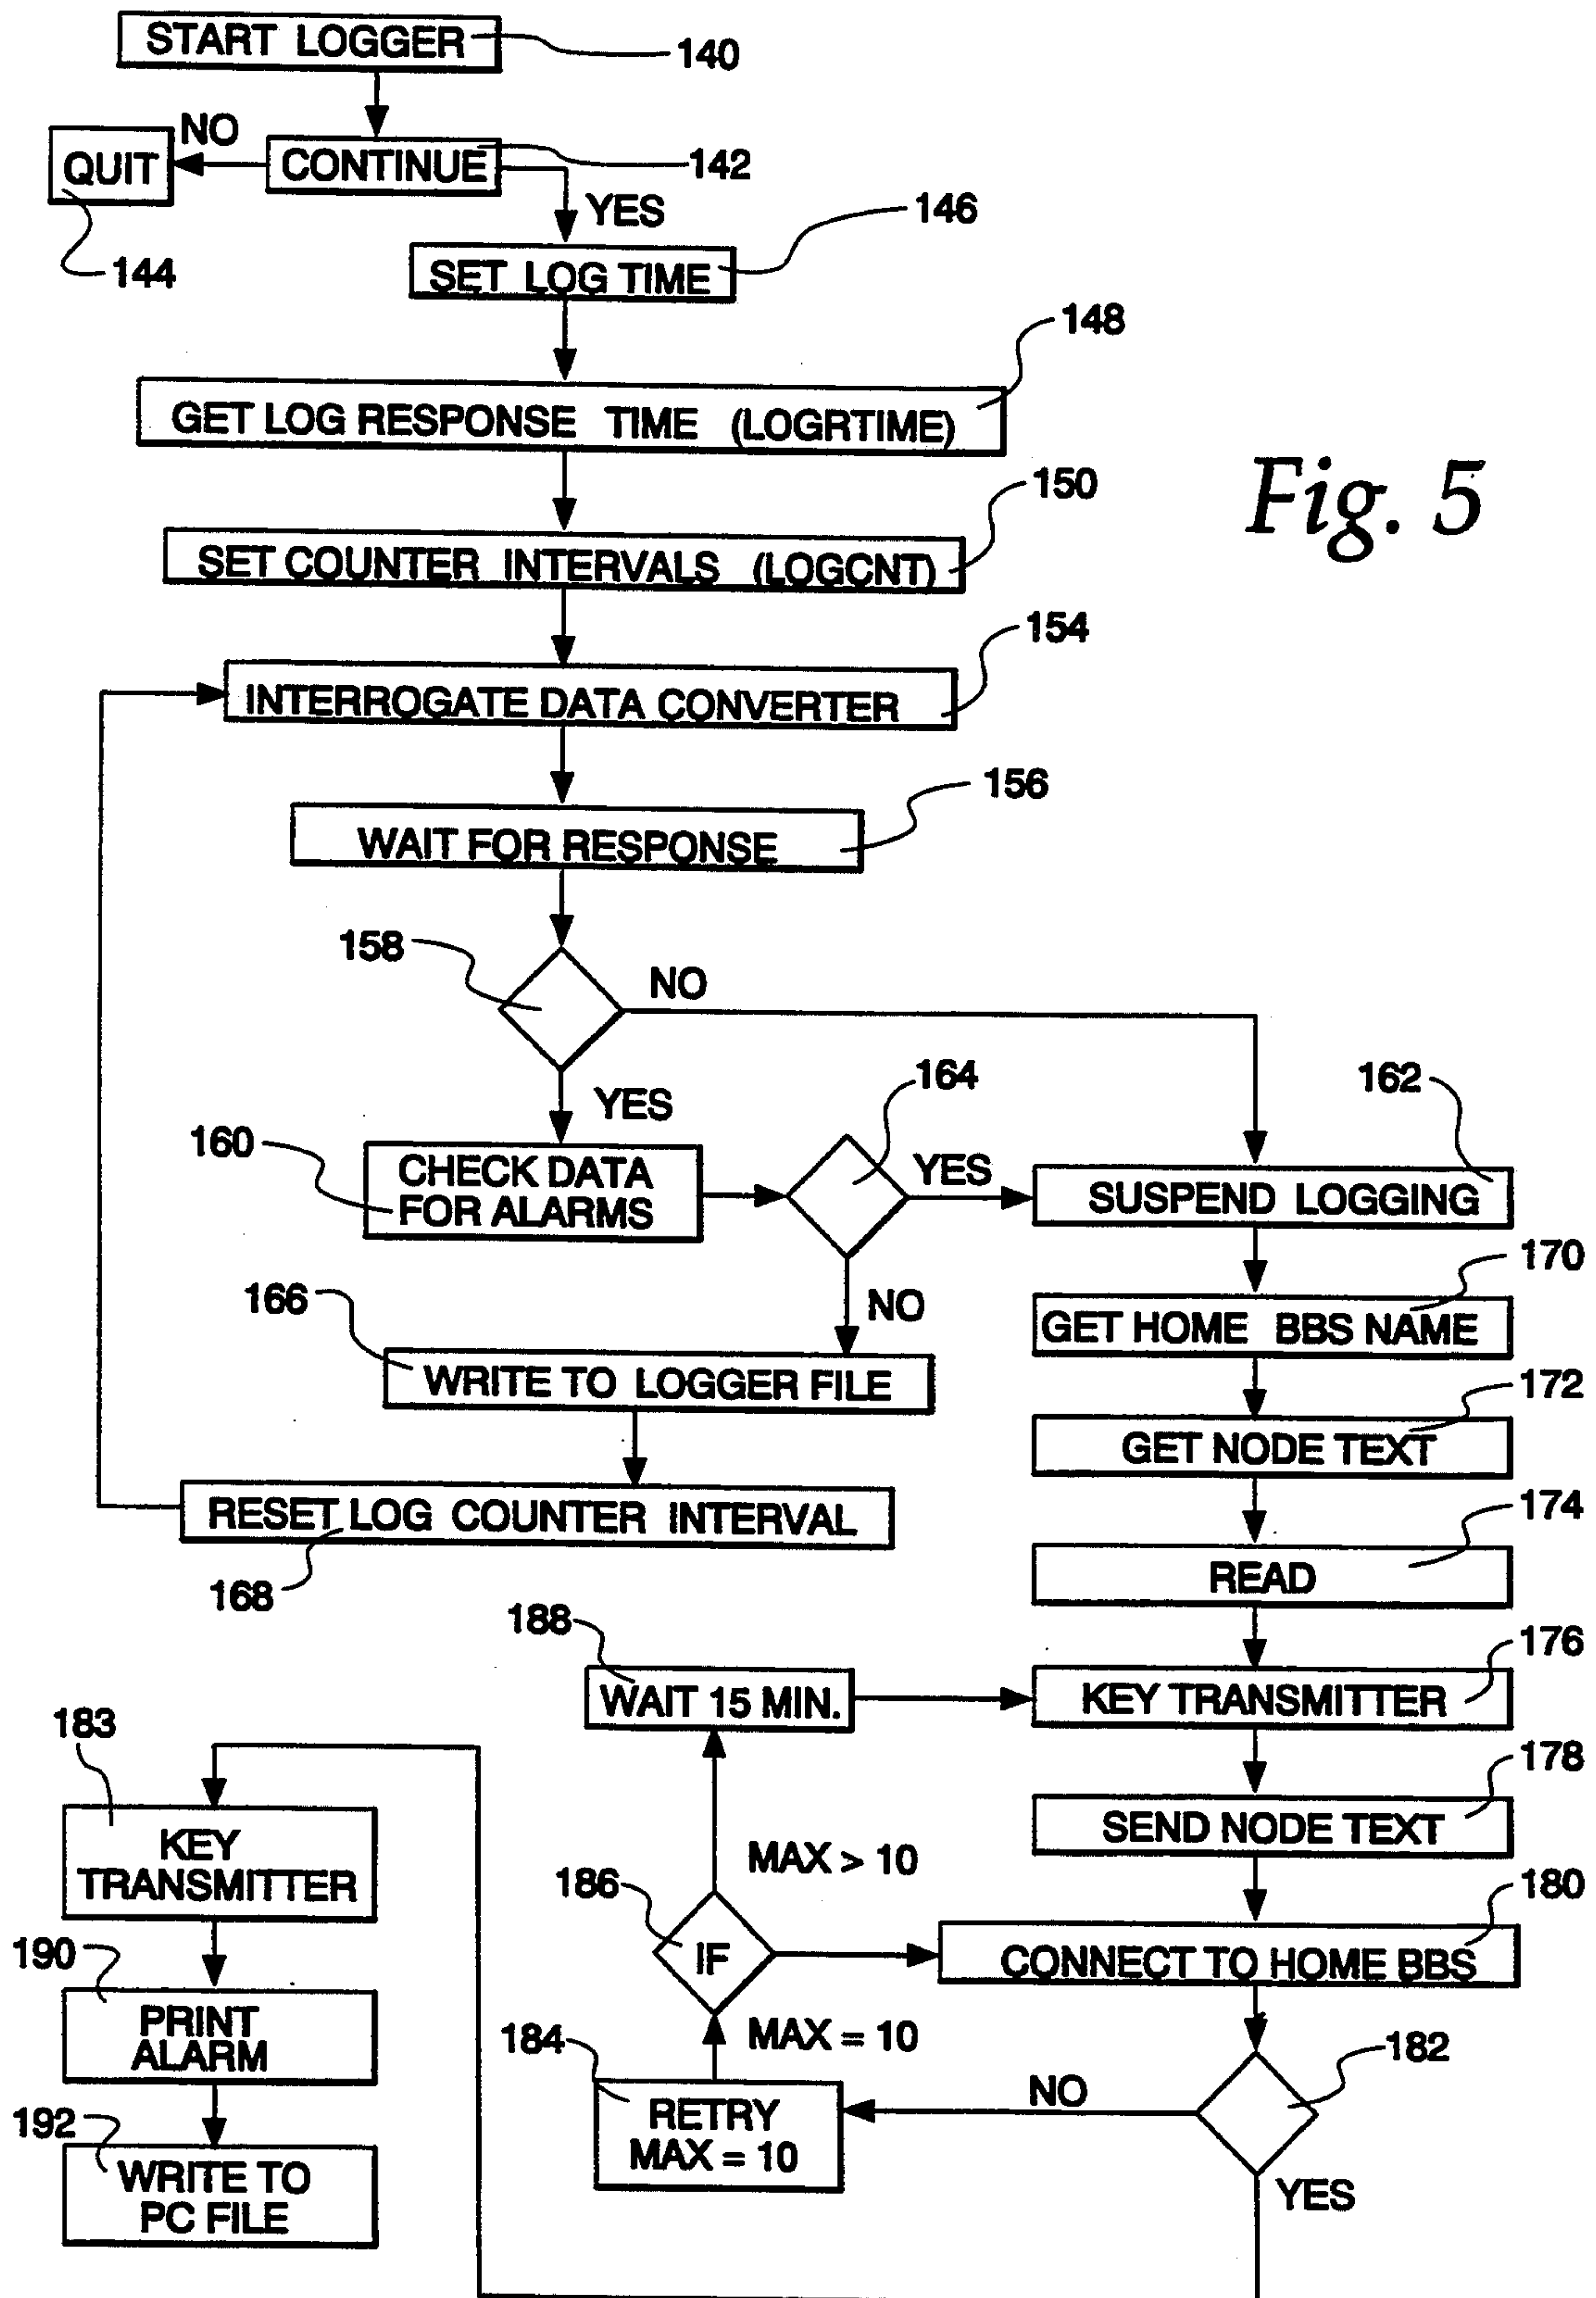 START LOGGER
140
NO
QUIT
CONTINUE
142
YES
144
146
SET LOG TIME
148
GET LOG RESPONSE TIME (LOGRTIME)
Fig. 5
150
SET COUNTER INTERVALS (LOGCNT)
154
INTERROGATE DATA CONVERTER
156
WAIT FOR RESPONSE
158
NO
YES
164
162
160
CHECK DATA
FOR ALARMS
YES
SUSPEND LOGGING
NO
170
GET HOME BBS NAME
166
WRITE TO LOGGER FILE
172
GET NODE TEXT
RESET LOG COUNTER INTERVAL
168
174
READ
188
WAIT 15 MIN.
176
KEY TRANSMITTER
183
KEY
TRANSMITTER
178
SEND NODE TEXT
MAX > 10
186
IF
180
CONNECT TO HOME BBS
190
PRINT
ALARM
MAX = 10
184
RETRY
MAX = 10
NO
182
YES
192
WRITE TO
PC FILE